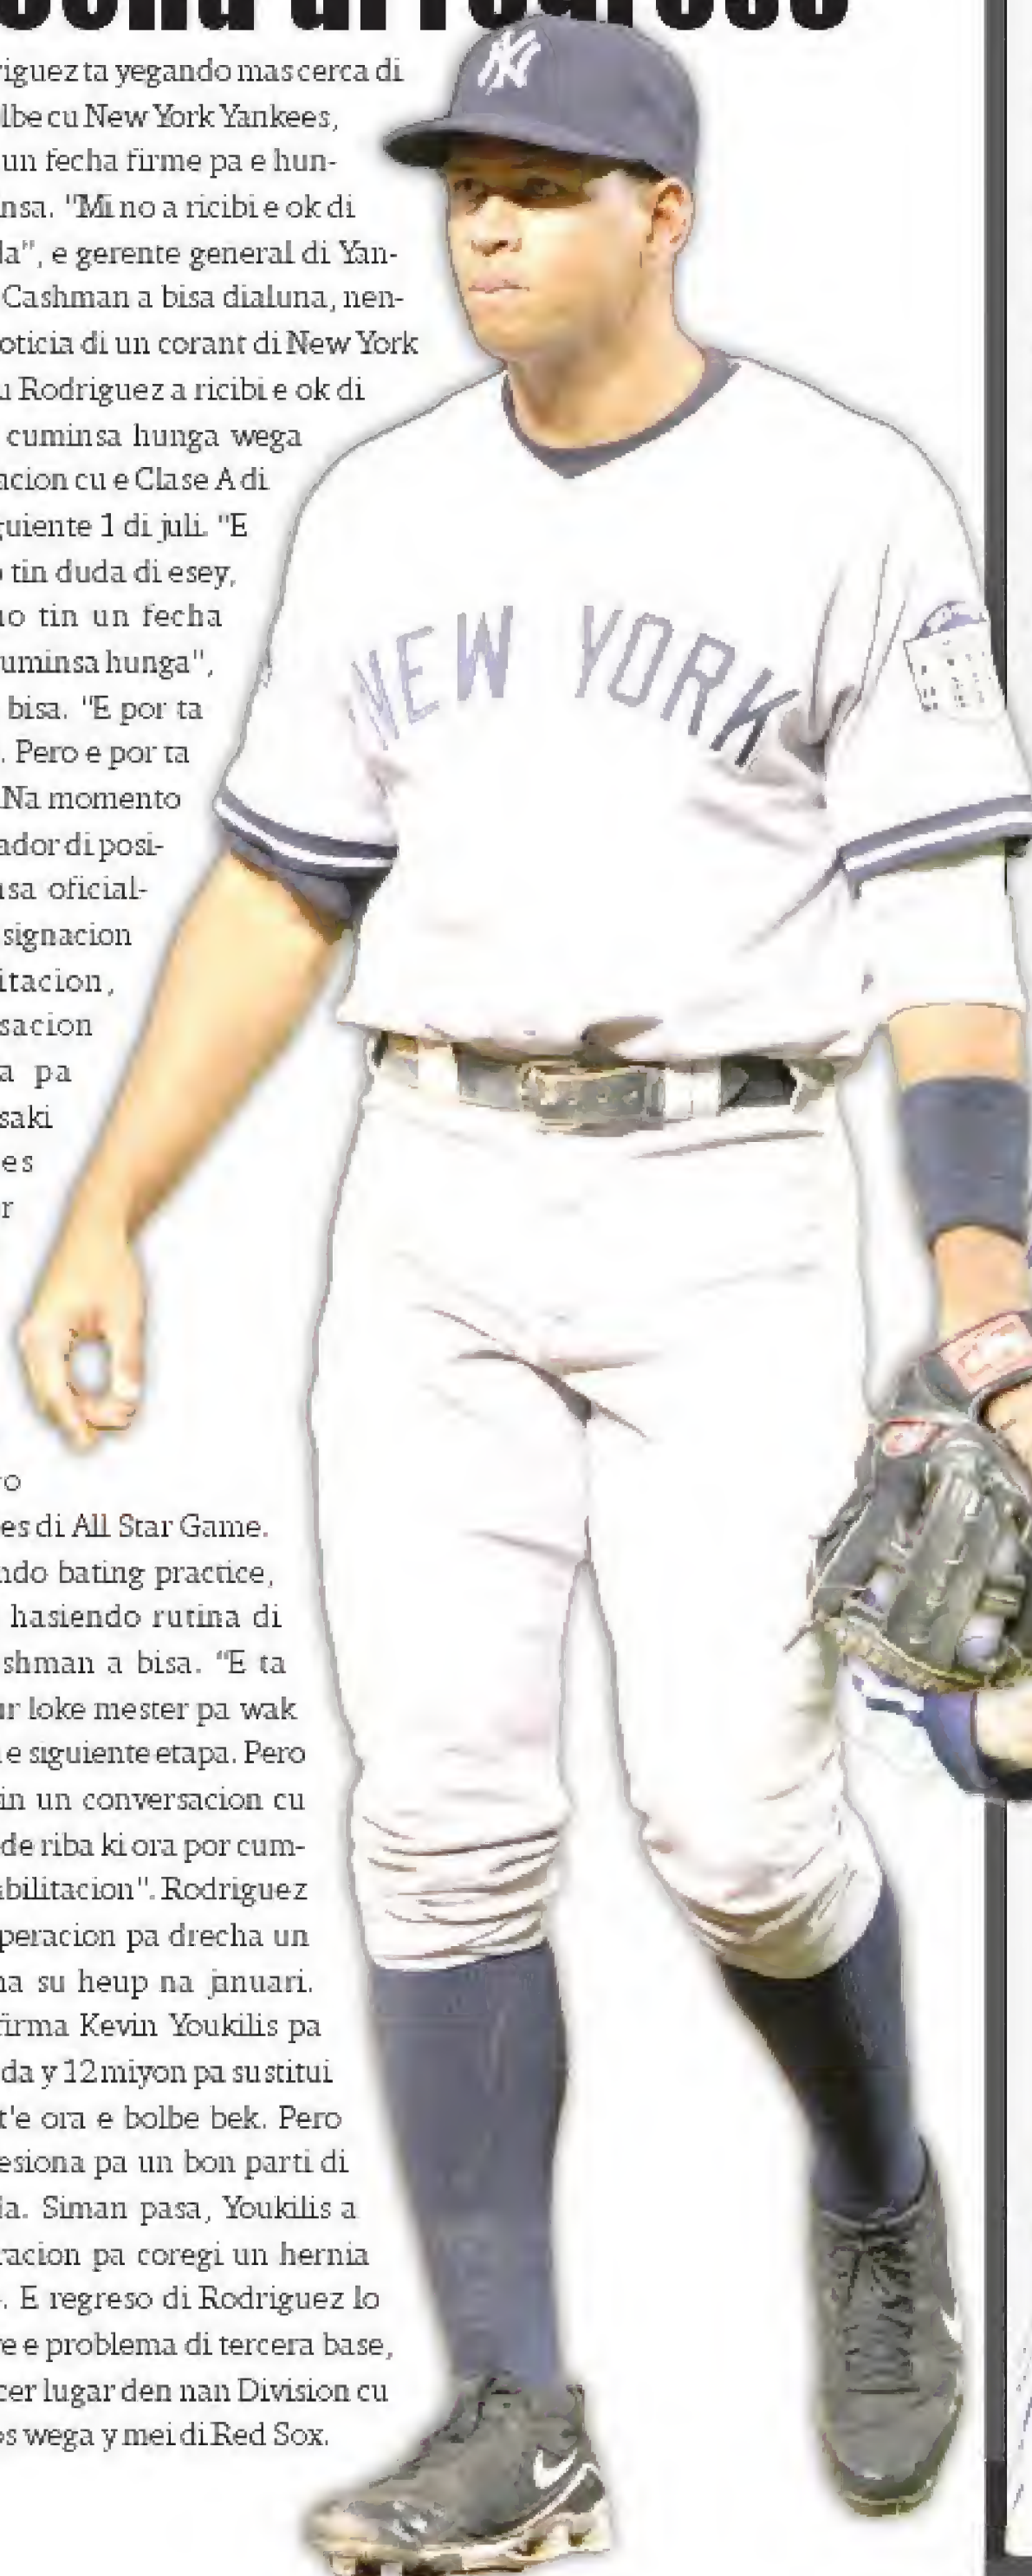 di regreso
riguez ta yegando mas cerca di
lbe cu New York Yankees,
un fecha firme pa e hun-
nsa. "Mi no a ricibi e ok di
la", e gerente general di Yan-
Cashman a bisa dialuna, nen-
oticia di un corant di New York
u Rodriguez a ricibi e ok di
cuminsa hunga wega
acion cu e Clase A di
guiente 1 di juli. "E
o tin duda di esey,
no tin un fecha
uminsa hunga",
bisa. "E por ta
. Pero e por ta
Na momento
ador di posi-
nsa oficial-
signacion
itacion,
sacion
a pa
saki
es
r
ro
es di All Star Game.
ndo bating practice,
hasiendo rutina di
shman a bisa. "E ta
ur loke mester pa wak
e siguiente etapa. Pero
in un conversacion cu
de riba ki ora por cum-
abilitacion". Rodriguez
peracion pa drecha un
na su heup na januari.
firma Kevin Youkilis pa
da y 12 miyon pa sustitui
t'e ora e bolbe bek. Pero
esiona pa un bon parti di
la. Siman pasa, Youkilis a
racion pa coregi un hernia
. E regreso di Rodriguez lo
e e problema di tercera base,
cer lugar den nan Division cu
os wega y mei di Red Sox.
NY
NEW YORK